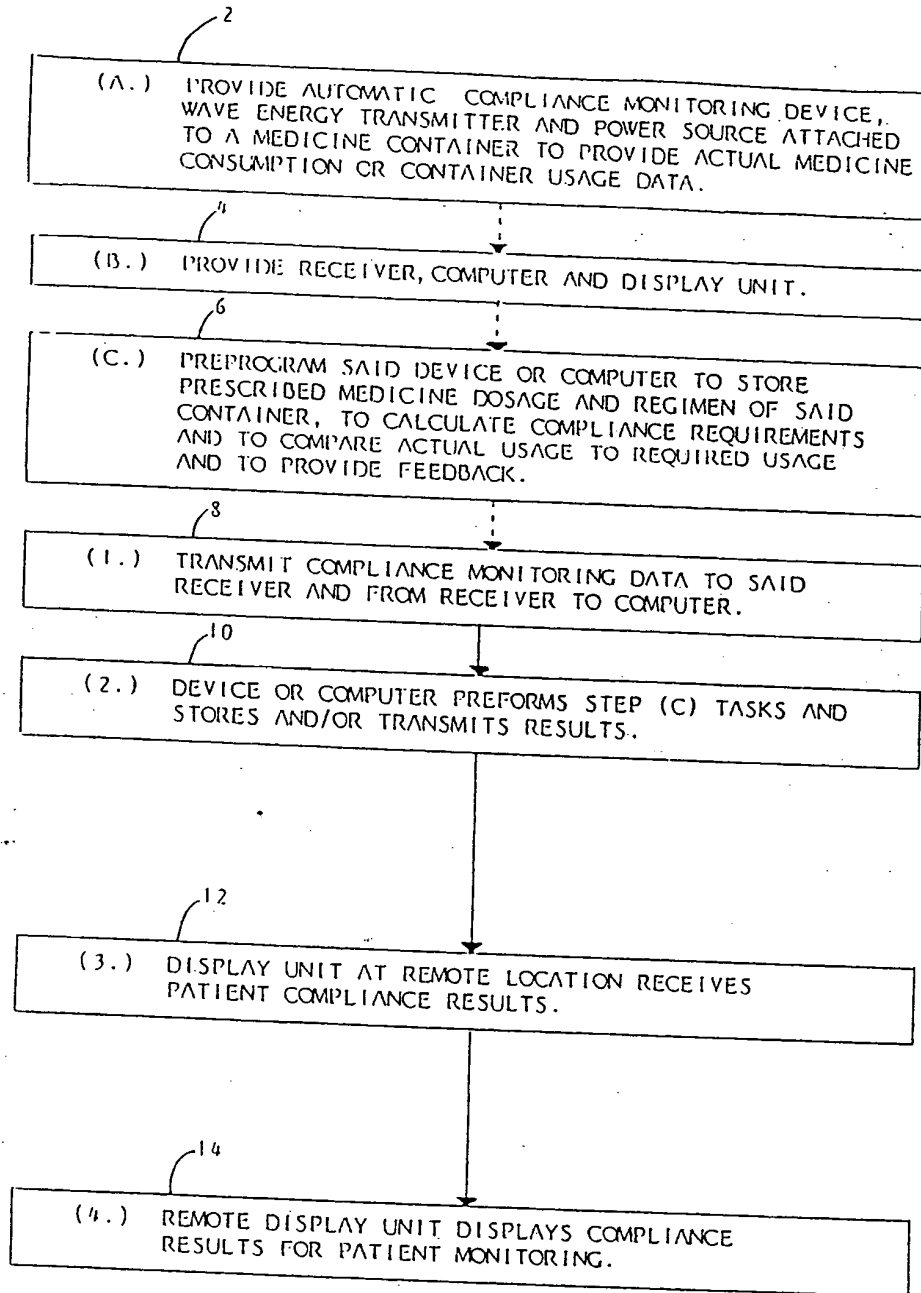 2
(A.) PROVIDE AUTOMATIC COMPLIANCE MONITORING DEVICE,
WAVE ENERGY TRANSMITTER AND POWER SOURCE ATTACHED
TO A MEDICINE CONTAINER TO PROVIDE ACTUAL MEDICINE
CONSUMPTION OR CONTAINER USAGE DATA.
4
(B.) PROVIDE RECEIVER, COMPUTER AND DISPLAY UNIT.
6
(C.) PREPROGRAM SAID DEVICE OR COMPUTER TO STORE
PRESCRIBED MEDICINE DOSAGE AND REGIMEN OF SAID
CONTAINER, TO CALCULATE COMPLIANCE REQUIREMENTS
AND TO COMPARE ACTUAL USAGE TO REQUIRED USAGE
AND TO PROVIDE FEEDBACK.
8
(1.) TRANSMIT COMPLIANCE MONITORING DATA TO SAID
RECEIVER AND FROM RECEIVER TO COMPUTER.
10
(2.) DEVICE OR COMPUTER PREFORMS STEP (C) TASKS AND
STORES AND/OR TRANSMITS RESULTS.
12
(3.) DISPLAY UNIT AT REMOTE LOCATION RECEIVES
PATIENT COMPLIANCE RESULTS.
14
(4.) REMOTE DISPLAY UNIT DISPLAYS COMPLIANCE
RESULTS FOR PATIENT MONITORING.